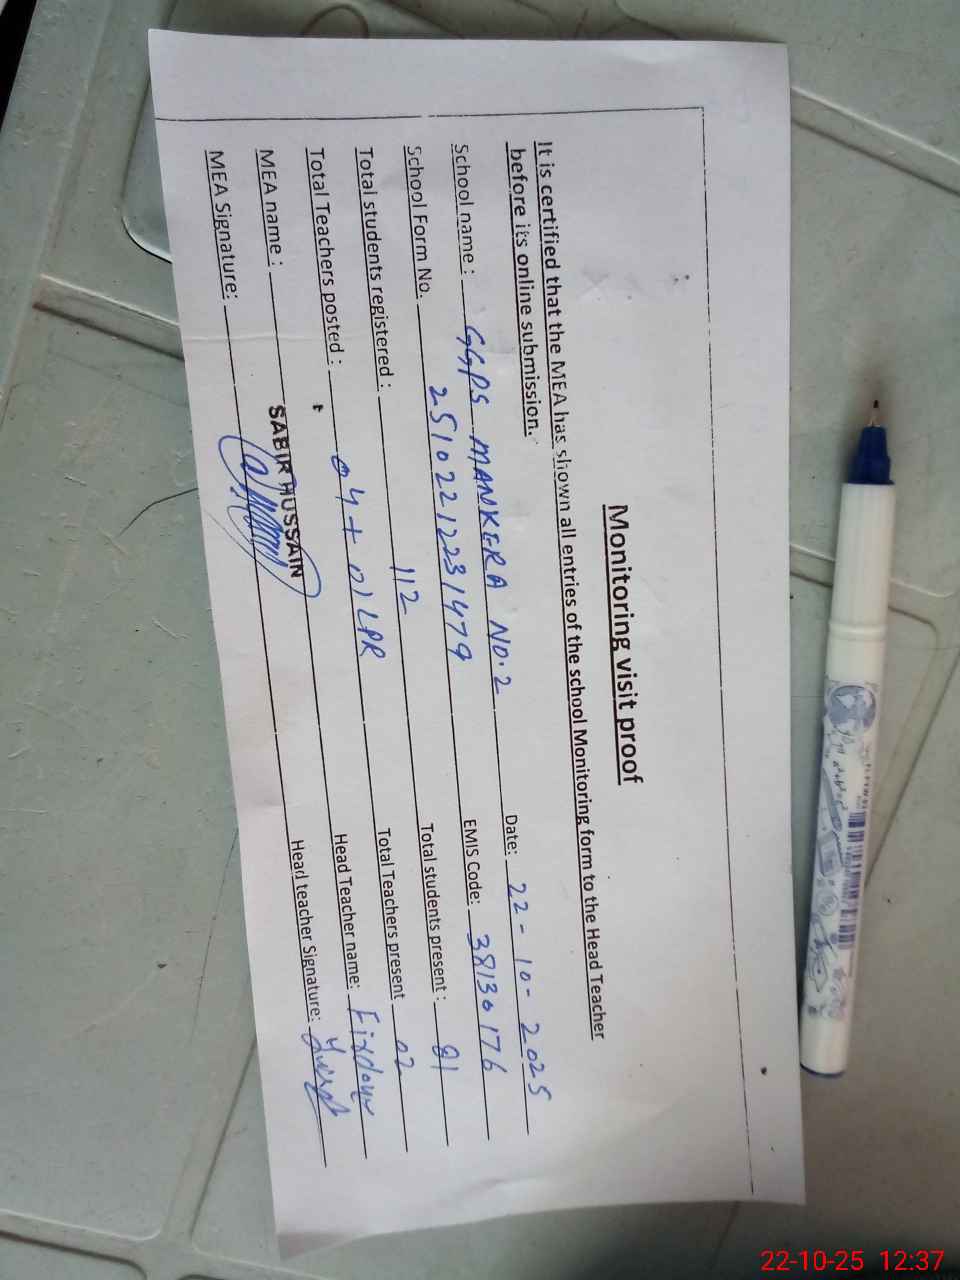 Monitoring visit proof
It is certified that the MEA has shown all entries of the school Monitoring form to the Head Teacher
before its online submission.
Date: 22-10-2025
School name : GGPS MANKERA NO.2 EMIS Code: 38130176
School Form No. 2510221231479 Total students present : 81
Total students registered : 112 Total Teachers present 02
Total Teachers posted : 04 + 01 LPR Head Teacher name: Firdous
MEA name : SABIR HUSSAIN Head teacher Signature:
MEA Signature:
22-10-25 12:37